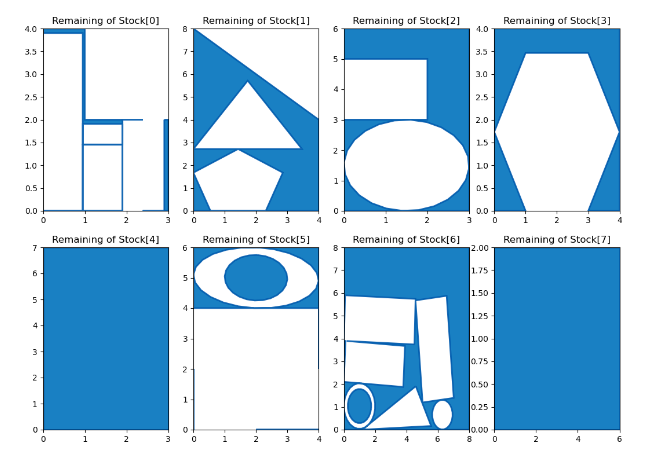 Remaining of Stock[0] Remaining of Stock[1] Remaining of Stock[2] Remaining of Stock[3]
4.0 8 6 4.0
3.5 7 5 3.5
3.0 6 4 3.0
2.5 5 3 2.5
2.0 4 2 2.0
1.5 3 1 1.5
1.0 2 0 1.0
0.5 1 0.5
0.0 0 0.0
0 1 2 3 0 1 2 3 4 0 1 2 3 0 1 2 3 4
Remaining of Stock[4] Remaining of Stock[5] Remaining of Stock[6] Remaining of Stock[7]
7 6 8 2.00
6 5 7 1.75
5 4 6 1.50
4 3 5 1.25
3 2 4 1.00
2 1 3 0.75
1 0 2 0.50
0 1 0.25
0 0.00
0 1 2 3 0 1 2 3 4 0 2 4 6 8 0 2 4 6